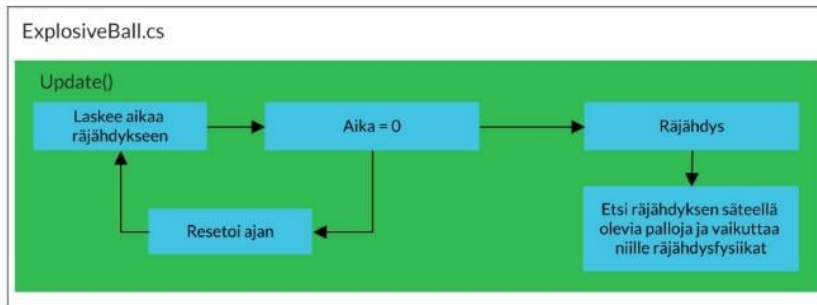 ExplosiveBall.cs
Update()
Laskee aikaa
räjähdykseen
Aika = 0
Räjähdys
Resetoi ajan
Etsi räjähdyksen säteellä
olevia palloja ja vaikuttaa
niille räjähdysfysiikat